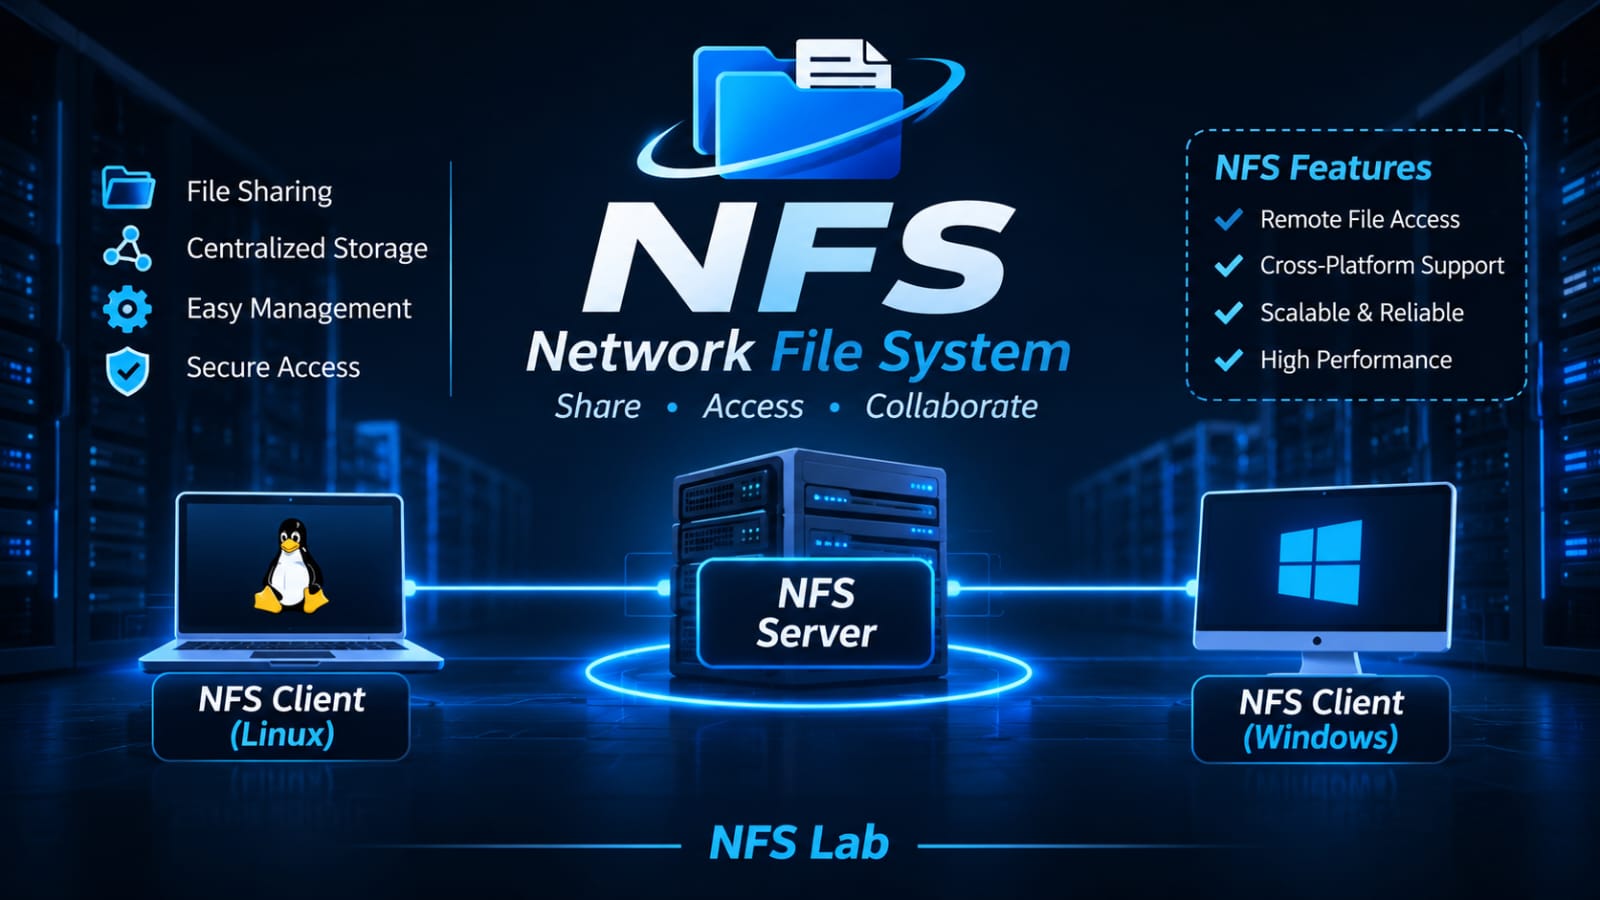 File Sharing
Centralized Storage
Easy Management
Secure Access
NFS
Network File System
Share • Access • Collaborate
NFS Features
Remote File Access
Cross-Platform Support
Scalable & Reliable
High Performance
NFS Client
(Linux)
NFS
Server
NFS Client
(Windows)
NFS Lab